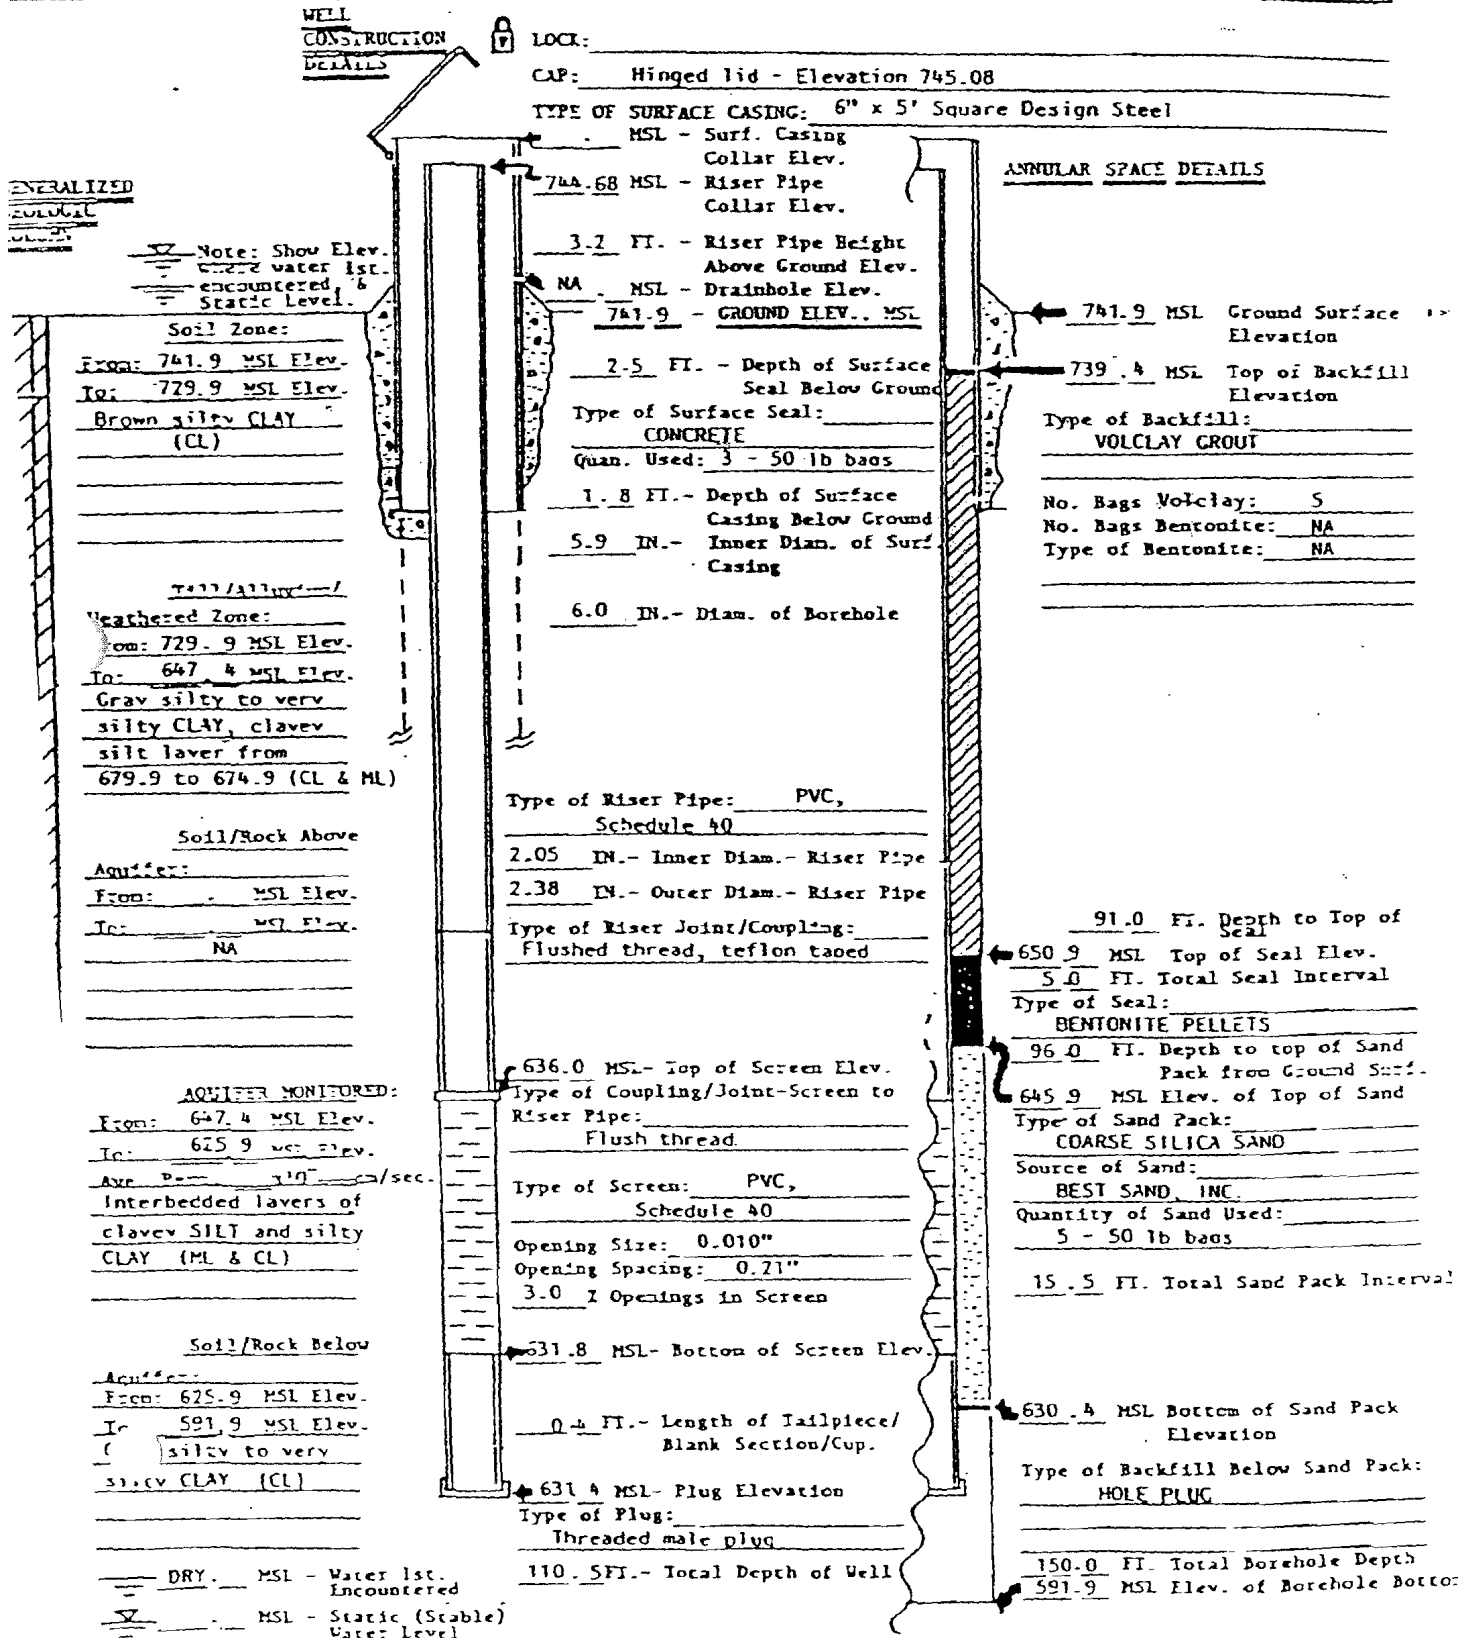 WELL
CONSTRUCTION
DETAILS
LOCK:
CAP: Hinged lid - Elevation 745.08
TYPE OF SURFACE CASING: 6" x 5' Square Design Steel
. MSL - Surf. Casing
Collar Elev.
744.68 MSL - Riser Pipe
Collar Elev.
3.2 FT. - Riser Pipe Height
Above Ground Elev.
NA . MSL - Drainhole Elev.
741.9 - GROUND ELEV., MSL
2.5 FT. - Depth of Surface
Seal Below Ground
Type of Surface Seal:
CONCRETE
Quan. Used: 3 - 50 lb bags
1.8 FT.- Depth of Surface
Casing Below Ground
5.9 IN.- Inner Diam. of Surf.
Casing
6.0 IN.- Diam. of Borehole
Type of Riser Pipe: PVC,
Schedule 40
2.05 IN.- Inner Diam.- Riser Pipe
2.38 IN.- Outer Diam.- Riser Pipe
Type of Riser Joint/Coupling:
Flushed thread, teflon taped
636.0 MSL- Top of Screen Elev.
Type of Coupling/Joint-Screen to
Riser Pipe:
Flush thread
Type of Screen: PVC,
Schedule 40
Opening Size: 0.010"
Opening Spacing: 0.21"
3.0 % Openings in Screen
631.8 MSL- Bottom of Screen Elev.
0.4 FT.- Length of Tailpiece/
Blank Section/Cup.
631.4 MSL- Plug Elevation
Type of Plug:
Threaded male plug
110.5FT.- Total Depth of Well
ENERALIZED
Note: Show Elev.
where water 1st.
encountered, &
Static Level.
Soil Zone:
From: 741.9 MSL Elev.
To: 729.9 MSL Elev.
Brown silty CLAY
(CL)
Till/Alluvium/
Weathered Zone:
From: 729.9 MSL Elev.
To: 647.4 MSL Elev.
Gray silty to very
silty CLAY, clayey
silt layer from
679.9 to 674.9 (CL & ML)
Soil/Rock Above
Aquifer:
From: . MSL Elev.
To: . MSL Elev.
NA
AQUIFER MONITORED:
From: 647.4 MSL Elev.
To: 625.9 MSL Elev.
Ave Perm x10 cm/sec.
Interbedded layers of
clayey SILT and silty
CLAY (ML & CL)
Soil/Rock Below
Aquifer:
From: 625.9 MSL Elev.
To 591.9 MSL Elev.
silty to very
silty CLAY (CL)
DRY. MSL - Water 1st.
Encountered
. MSL - Static (Stable)
Water Level
ANNULAR SPACE DETAILS
741.9 MSL Ground Surface
Elevation
739.4 MSL Top of Backfill
Elevation
Type of Backfill:
VOLCLAY GROUT
No. Bags Volclay: 5
No. Bags Bentonite: NA
Type of Bentonite: NA
91.0 FT. Depth to Top of
Seal
650.9 MSL Top of Seal Elev.
5.0 FT. Total Seal Interval
Type of Seal:
BENTONITE PELLETS
96.0 FT. Depth to top of Sand
Pack from Ground Surf.
645.9 MSL Elev. of Top of Sand
Type of Sand Pack:
COARSE SILICA SAND
Source of Sand:
BEST SAND, INC.
Quantity of Sand Used:
5 - 50 lb bags
15.5 FT. Total Sand Pack Interval
630.4 MSL Bottom of Sand Pack
Elevation
Type of Backfill Below Sand Pack:
HOLE PLUG
150.0 FT. Total Borehole Depth
591.9 MSL Elev. of Borehole Botto